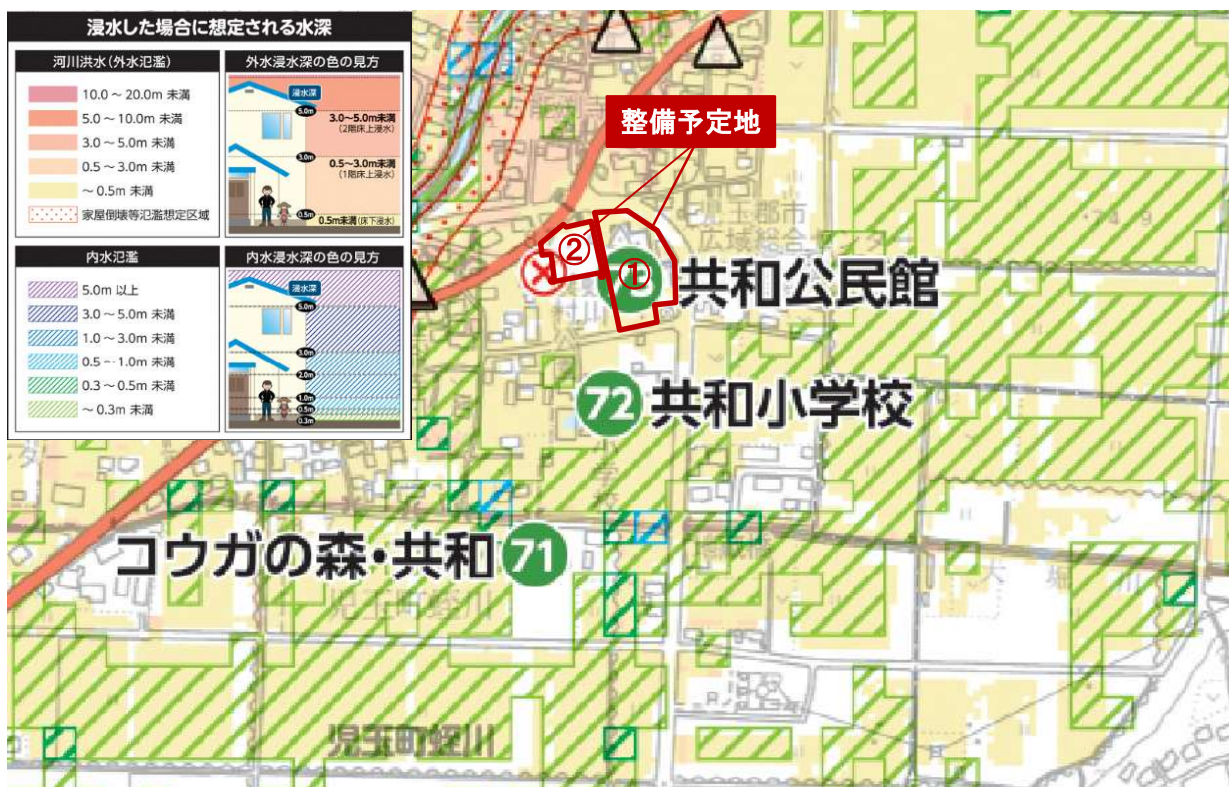 浸水した場合に想定される水深
河川洪水(外水氾濫)
10.0～20.0m 未満
5.0～10.0m 未満
3.0～5.0m 未満
0.5～3.0m 未満
～0.5m 未満
家屋倒壊等氾濫想定区域
外水浸水深の色の見方
浸水深
5.0m
3.0～5.0m未満
(2階床上浸水)
3.0m
0.5～3.0m未満
(1階床上浸水)
0.5m
0.5m未満(床下浸水)
内水氾濫
5.0m 以上
3.0～5.0m 未満
1.0～3.0m 未満
0.5～1.0m 未満
0.3～0.5m 未満
～0.3m 未満
内水浸水深の色の見方
浸水深
5.0m
3.0m
2.0m
1.0m
0.5m
0.3m
整備予定地
②
①
児玉郡市
共和公民館
72 共和小学校
小学校
コウガの森・共和 71
児玉町蛭川
大堀
児玉町蛭川